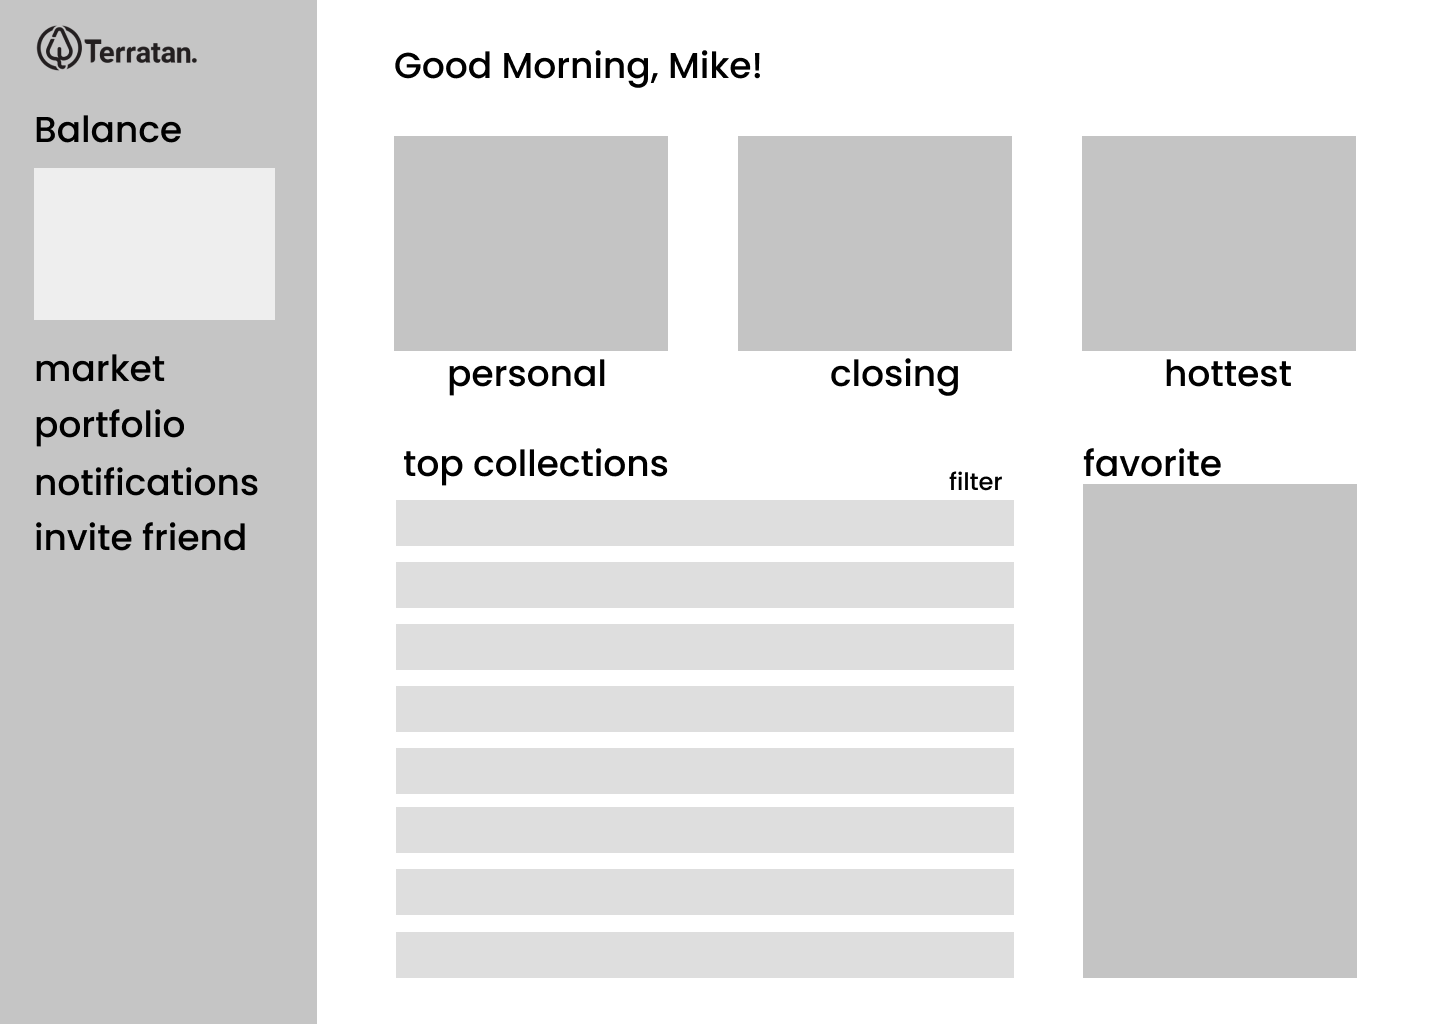 Terratan.
Balance
market
portfolio
notifications
invite friend
Good Morning, Mike!
personal
closing
hottest
top collections
filter
favorite